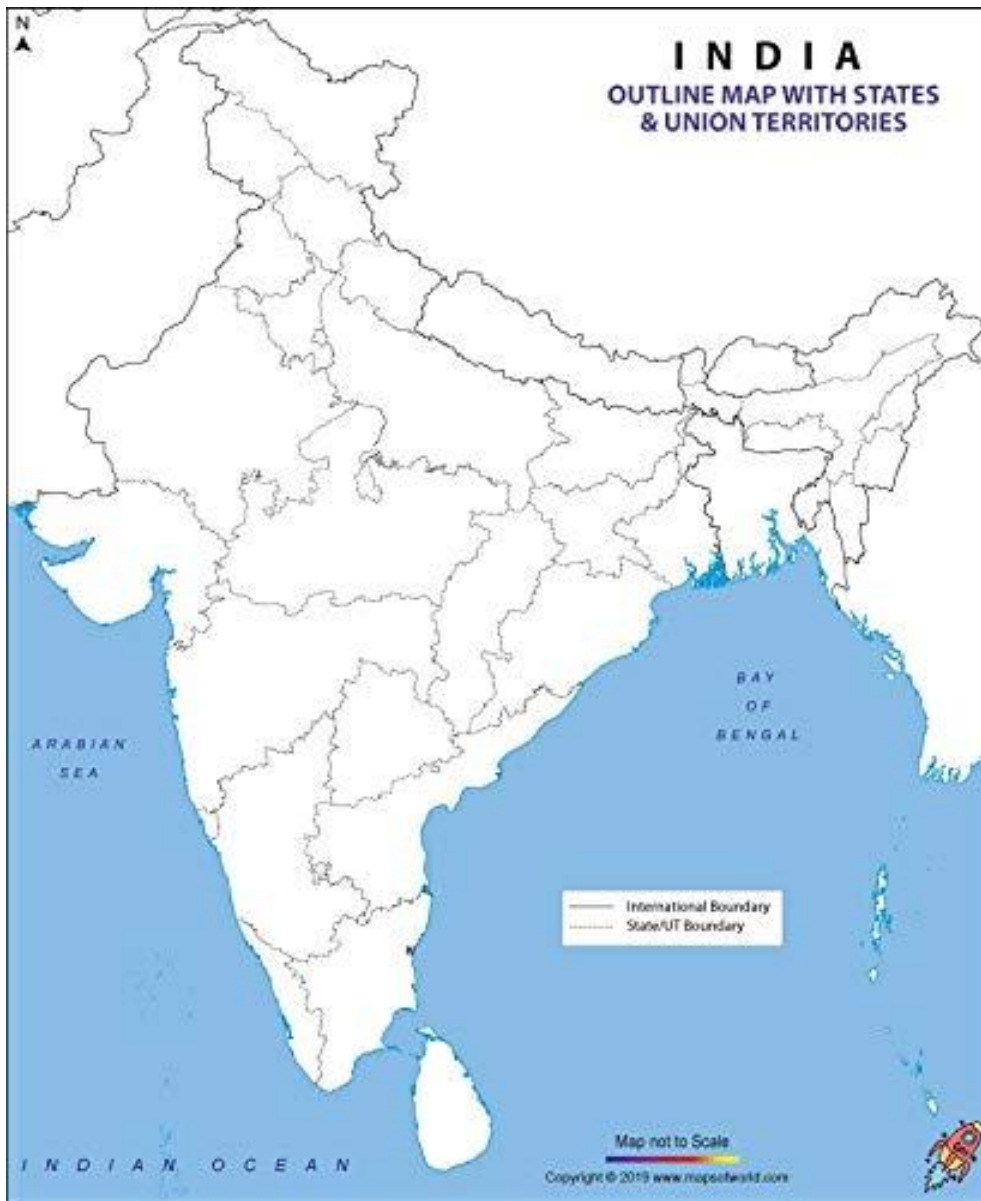 N
INDIA
OUTLINE MAP WITH STATES
& UNION TERRITORIES
BAY
OF
BENGAL
ARABIAN
SEA
International Boundary
State/UT Boundary
Map not to Scale
INDIAN OCEAN
Copyright © 2019 www.mapsofworld.com